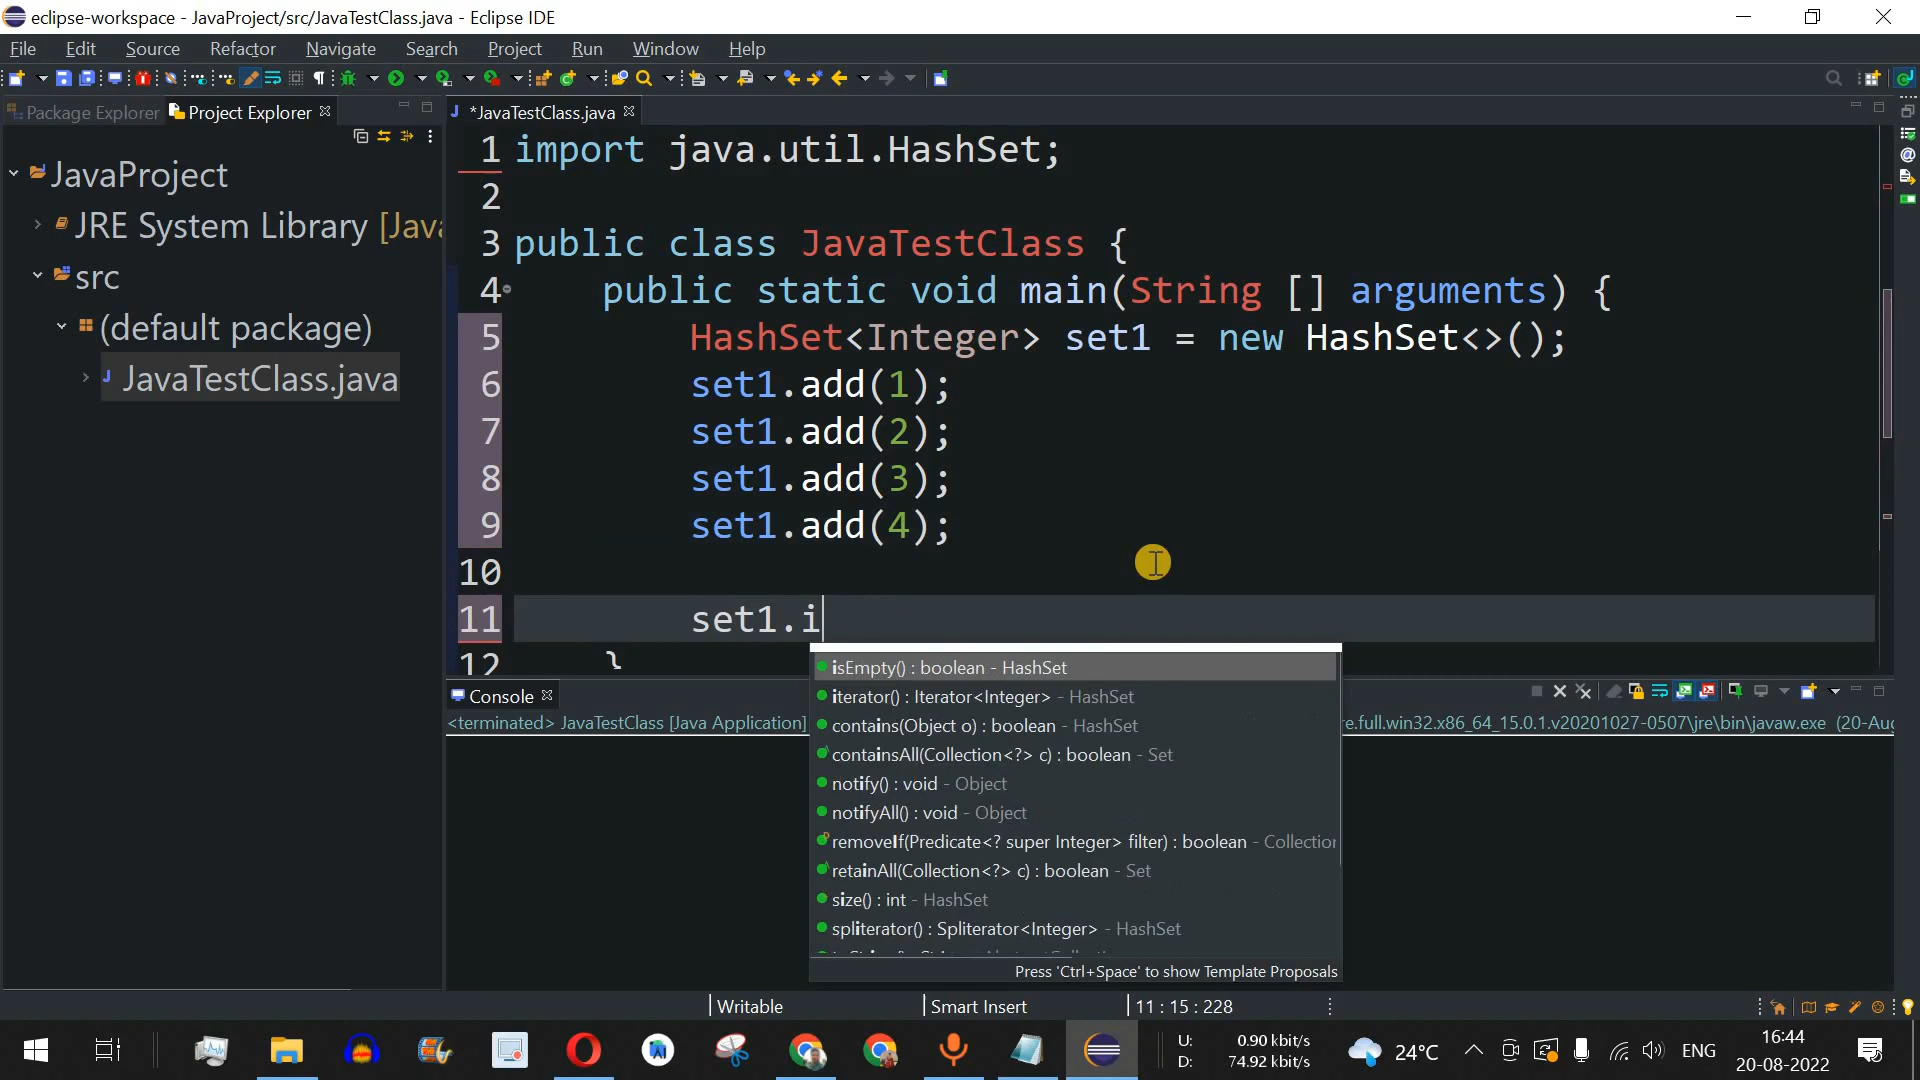 eclipse-workspace - JavaProject/src/JavaTestClass.java - Eclipse IDE
File Edit Source Refactor Navigate Search Project Run Window Help
Package Explorer Project Explorer
*JavaTestClass.java
JavaProject
JRE System Library [Java
src
(default package)
JavaTestClass.java
1 import java.util.HashSet;
2
3 public class JavaTestClass {
4 public static void main(String [] arguments) {
5 HashSet<Integer> set1 = new HashSet<>();
6 set1.add(1);
7 set1.add(2);
8 set1.add(3);
9 set1.add(4);
10
11 set1.i
12 }
isEmpty() : boolean - HashSet
iterator() : Iterator<Integer> - HashSet
contains(Object o) : boolean - HashSet
containsAll(Collection<?> c) : boolean - Set
notify() : void - Object
notifyAll() : void - Object
removeIf(Predicate<? super Integer> filter) : boolean - Collection
retainAll(Collection<?> c) : boolean - Set
size() : int - HashSet
spliterator() : Spliterator<Integer> - HashSet
Press 'Ctrl+Space' to show Template Proposals
Console
<terminated> JavaTestClass [Java Application] re.full.win32.x86_64_15.0.1.v20201027-0507\jre\bin\javaw.exe (20-Aug
Writable Smart Insert 11 : 15 : 228
U: 0.90 kbit/s
D: 74.92 kbit/s
24°C
ENG
16:44
20-08-2022